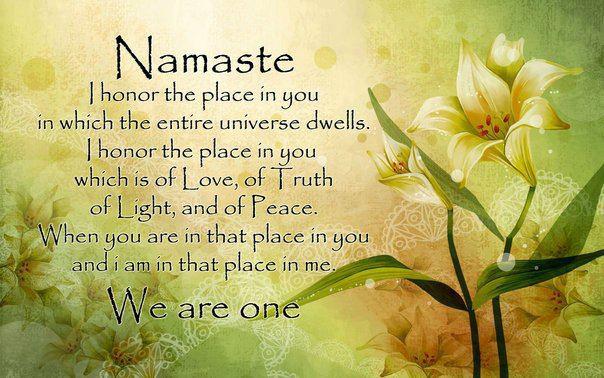 Namaste
I honor the place in you
in which the entire universe dwells.
I honor the place in you
which is of Love, of Truth
of Light, and of Peace.
When you are in that place in you
and i am in that place in me.
We are one